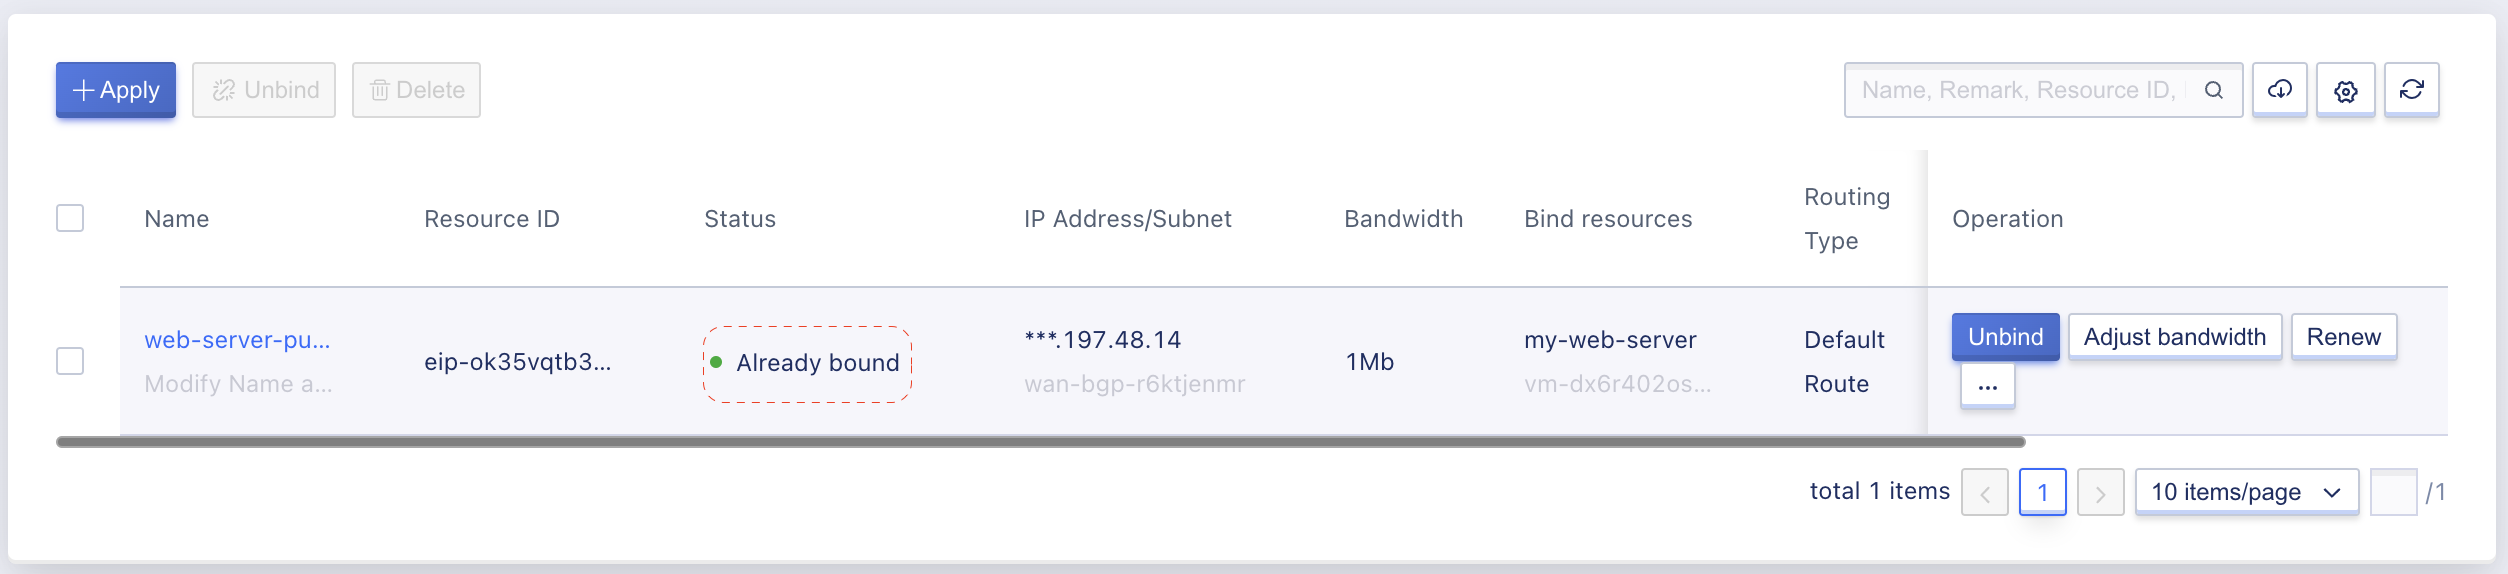 Apply
Unbind
Delete
Name, Remark, Resource ID,
Name
Resource ID
Status
IP Address/Subnet
Bandwidth
Bind resources
Routing
Type
Operation
web-server-pu...
Modify Name a...
eip-ok35vqtb3...
Already bound
***.197.48.14
wan-bgp-r6ktjenmr
1Mb
my-web-server
vm-dx6r402os...
Default
Route
Unbind
Adjust bandwidth
Renew
...
total 1 items
1
10 items/page
/1